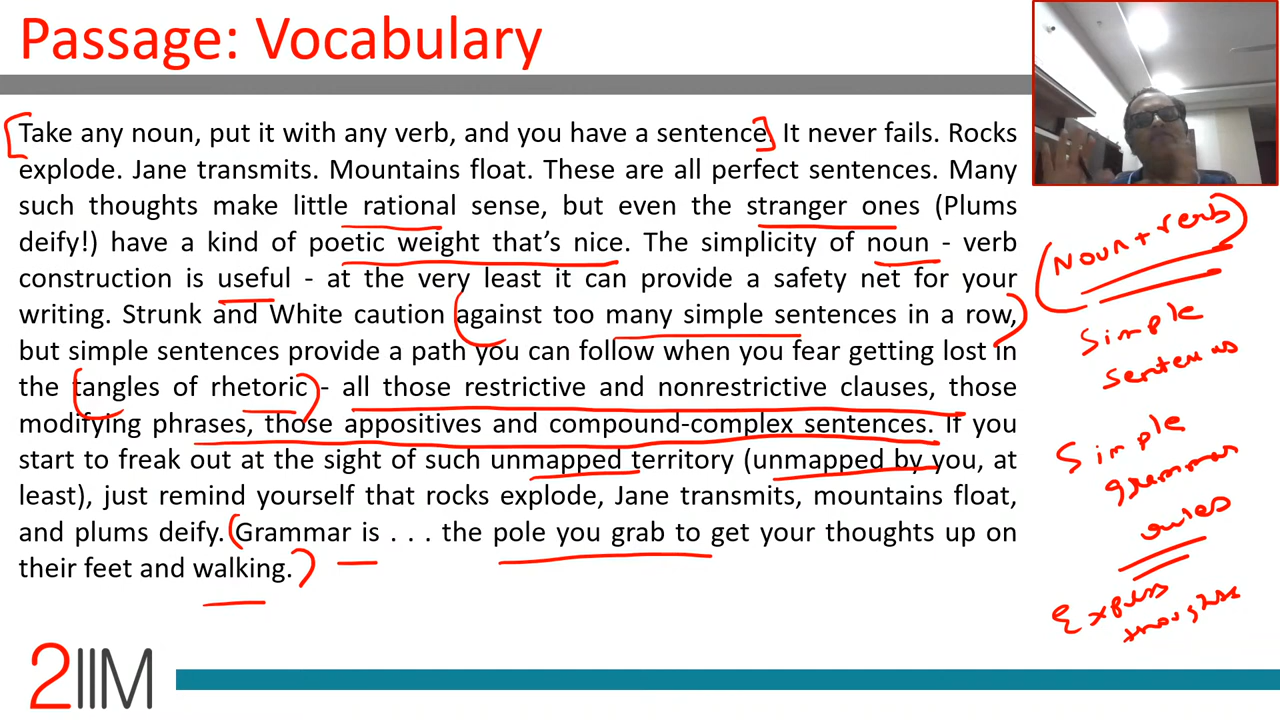 Passage: Vocabulary
Take any noun, put it with any verb, and you have a sentence. It never fails. Rocks
explode. Jane transmits. Mountains float. These are all perfect sentences. Many
such thoughts make little rational sense, but even the stranger ones (Plums
deify!) have a kind of poetic weight that’s nice. The simplicity of noun - verb
construction is useful - at the very least it can provide a safety net for your
writing. Strunk and White caution against too many simple sentences in a row,
but simple sentences provide a path you can follow when you fear getting lost in
the tangles of rhetoric - all those restrictive and nonrestrictive clauses, those
modifying phrases, those appositives and compound-complex sentences. If you
start to freak out at the sight of such unmapped territory (unmapped by you, at
least), just remind yourself that rocks explode, Jane transmits, mountains float,
and plums deify. Grammar is . . . the pole you grab to get your thoughts up on
their feet and walking.
Noun + verb
Simple
sentences
Simple
grammar
rules
Express
thoughts
2IIM